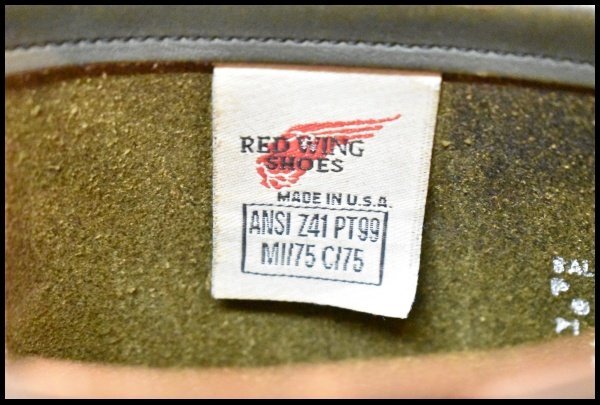 RED WING
SHOES
MADE IN U.S.A.
ANSI Z41 PT99
MI/75 C/75